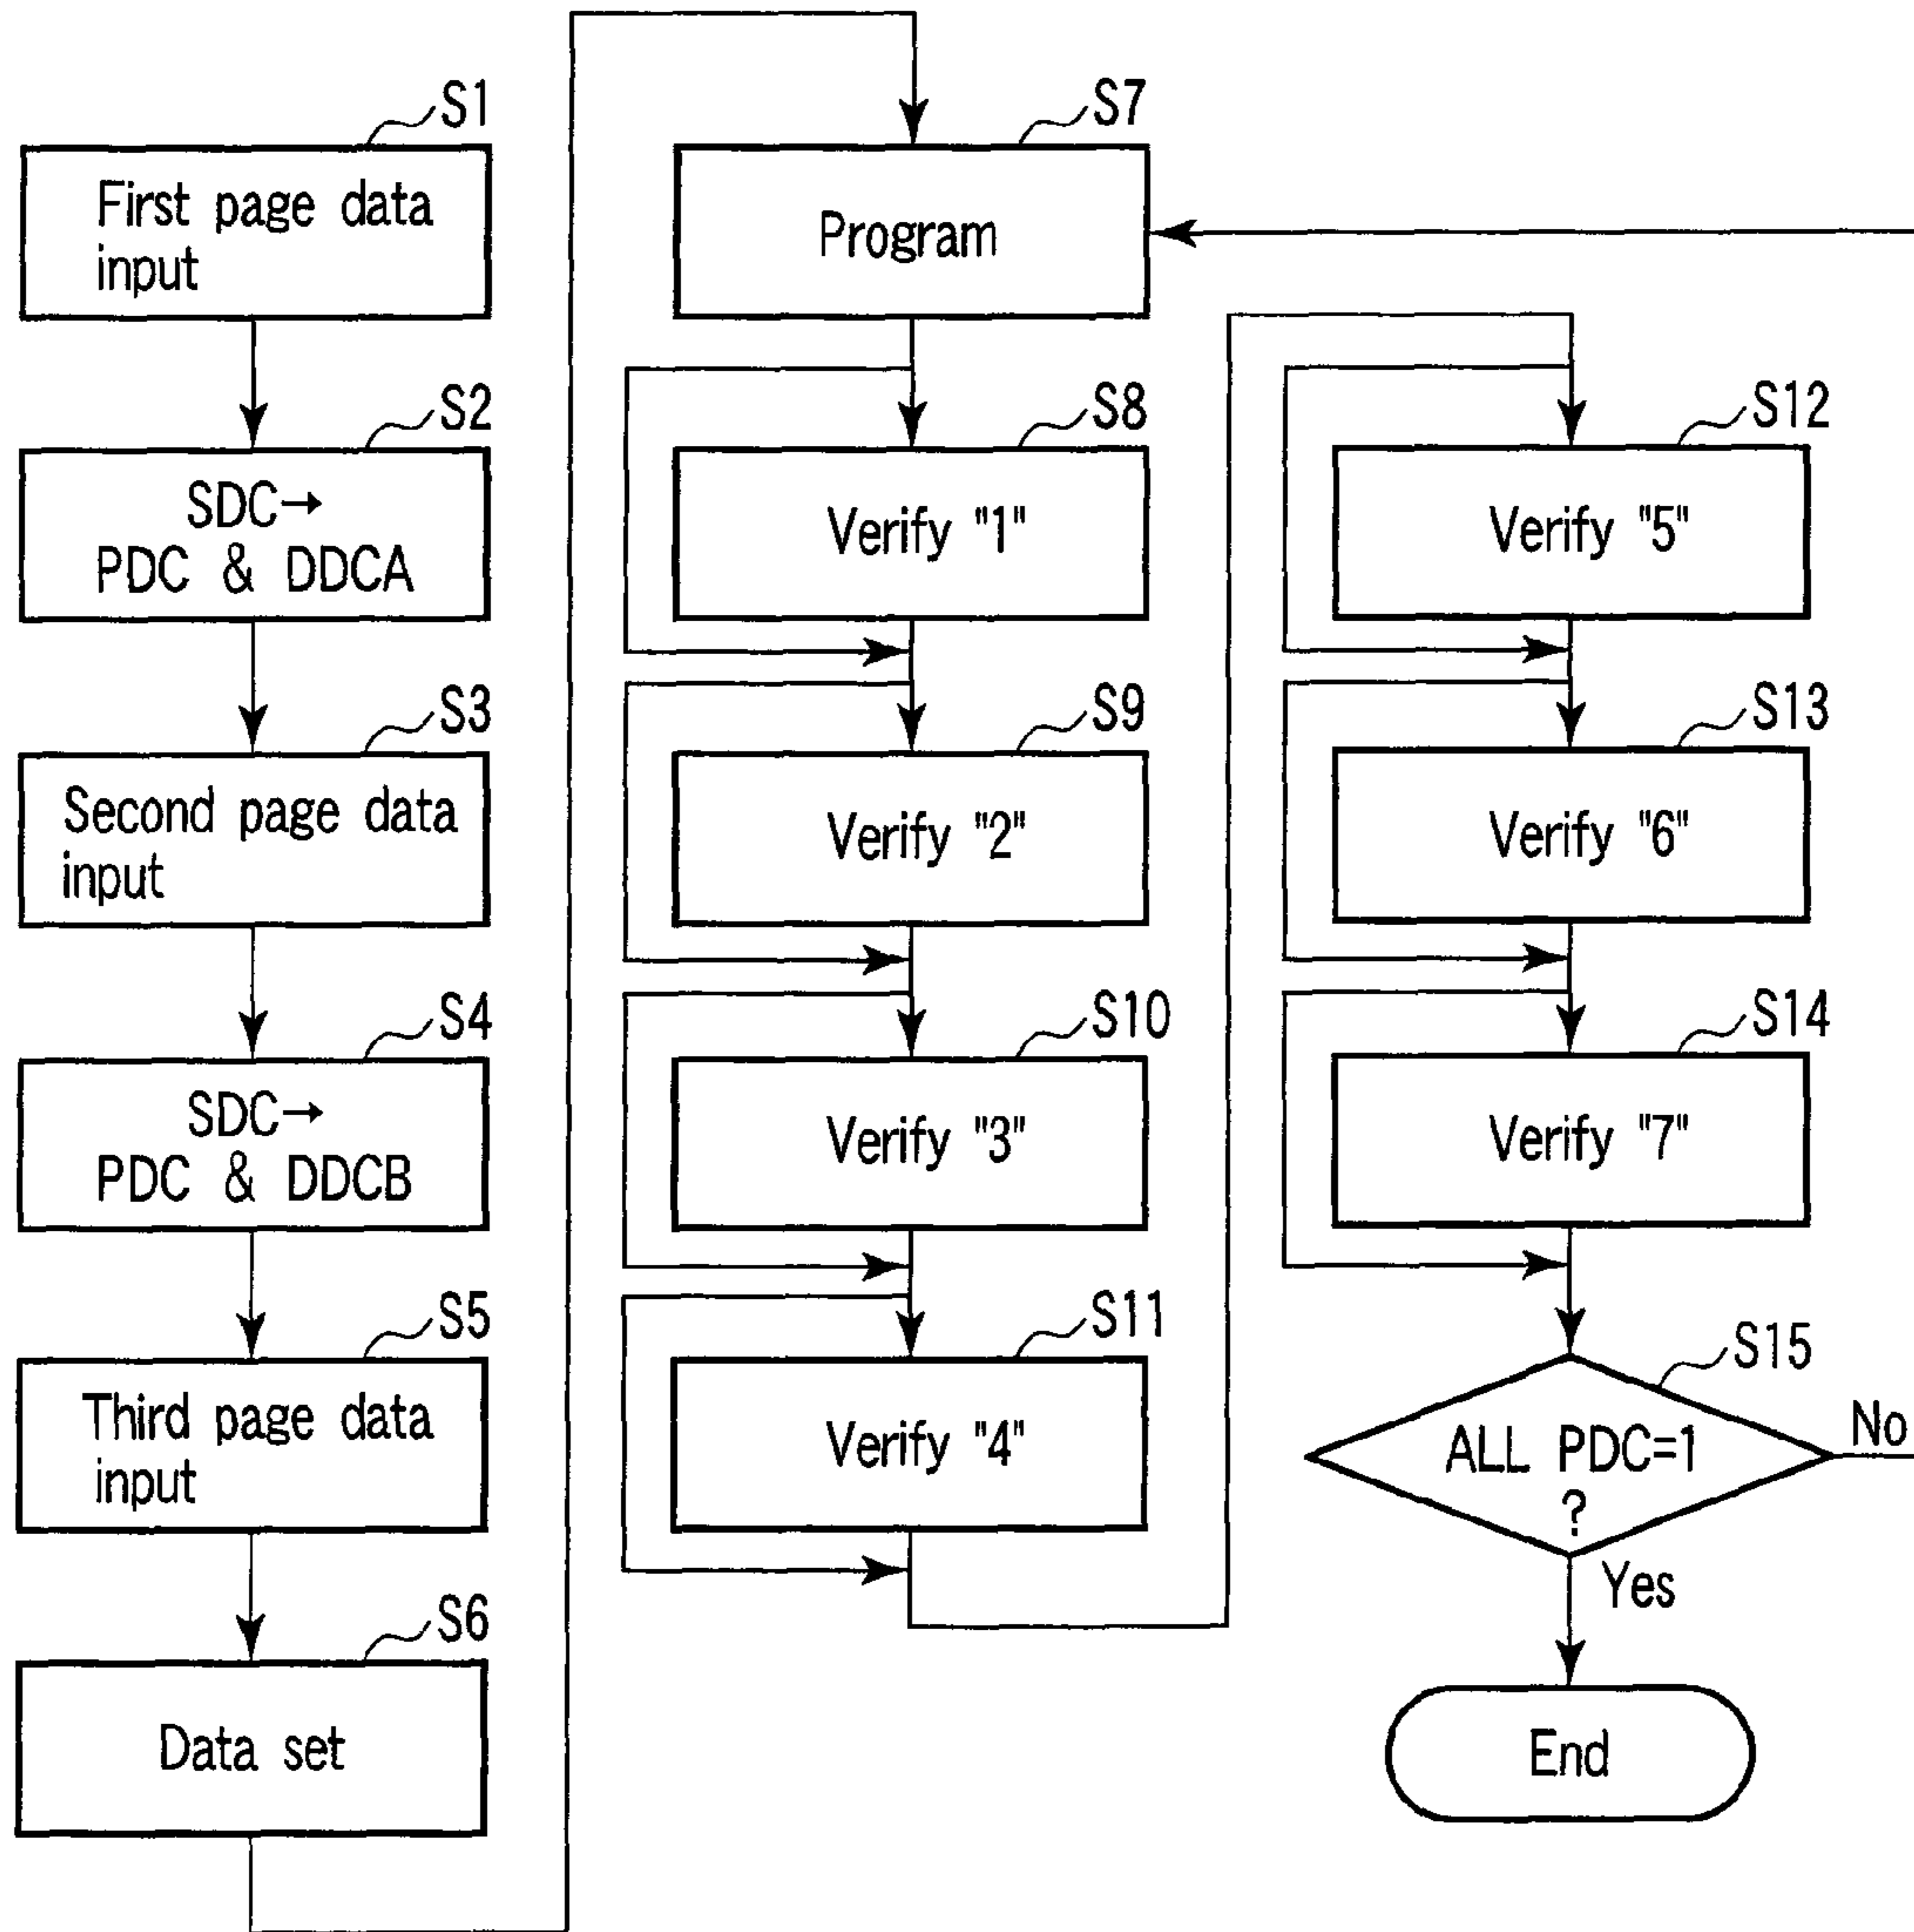 S1
First page data
input
S2
SDC→
PDC & DDCA
S3
Second page data
input
S4
SDC→
PDC & DDCB
S5
Third page data
input
S6
Data set
S7
Program
S8
Verify "1"
S9
Verify "2"
S10
Verify "3"
S11
Verify "4"
S12
Verify "5"
S13
Verify "6"
S14
Verify "7"
S15
ALL PDC=1
?
No
Yes
End